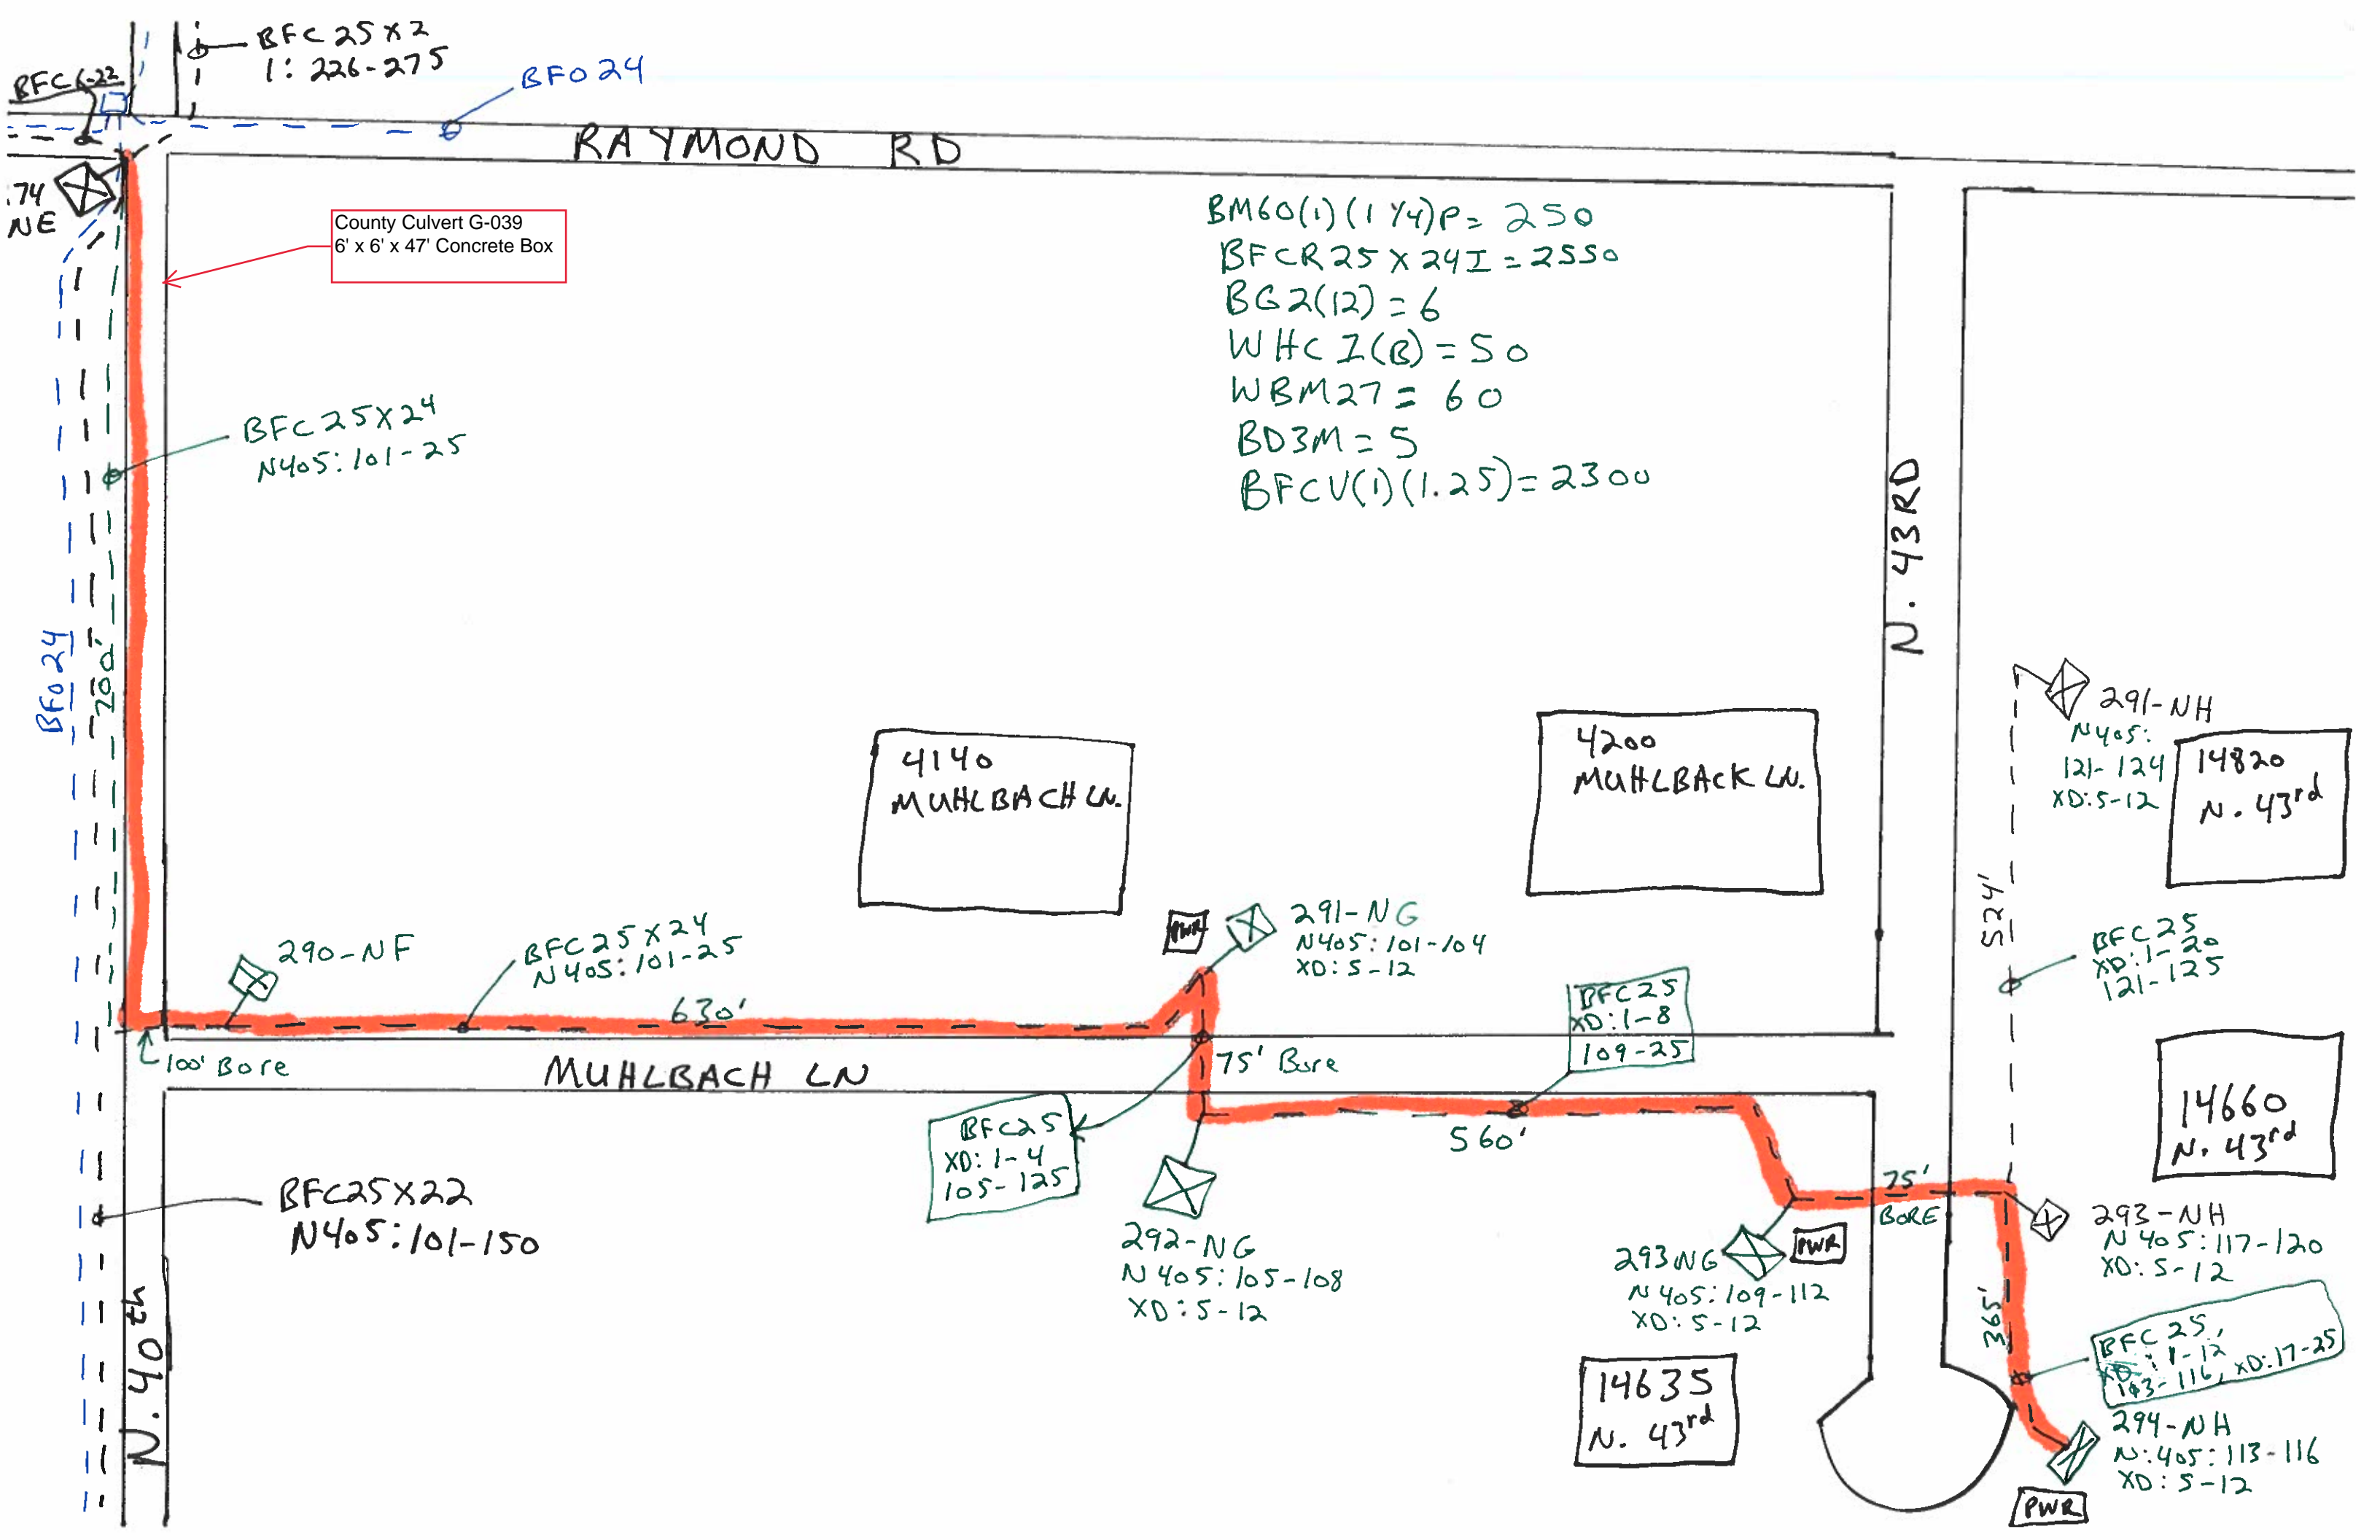 BFC 25X2
1: 226-275
BFC6-22
BFO 24
RAYMOND RD
.74
NE
County Culvert G-039
6' x 6' x 47' Concrete Box
BM60(1)(1 1/4)P= 250
BFCR25X24I=2550
BG2(12)=6
WHC I(B)=50
WBM27=60
BD3M=5
BFCV(1)(1.25)=2300
BFC25X24
N405:101-25
N. 43RD
BFO24
4140
MUHLBACH LN.
4200
MUHLBACK LN.
291-NH
N405:
121-124
XD:5-12
14820
N. 43rd
524'
BFC25
XD:1-20
121-125
290-NF
BFC25X24
N405:101-25
630'
PWR
291-NG
N405:101-104
XD:5-12
BFC25
XD:1-8
109-25
100' Bore
MUHLBACH LN
75' Bore
BFC25
XD:1-4
105-125
560'
14660
N. 43rd
BFC25X22
N405:101-150
292-NG
N405:105-108
XD:5-12
75'
BORE
293NG
N405:109-112
XD:5-12
PWR
293-NH
N405:117-120
XD:5-12
N. 40th
365'
BFC25,
XD:1-12
113-116, XD:17-25
14635
N. 43rd
294-NH
N:405:113-116
XD:5-12
PWR